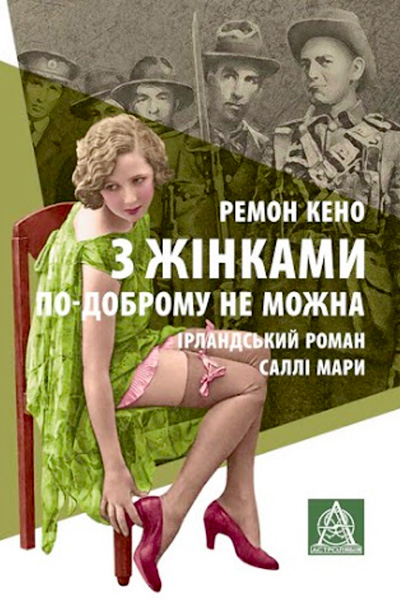 РЕМОН КЕНО
З ЖІНКАМИ
ПО-ДОБРОМУ НЕ МОЖНА
ІРЛАНДСЬКИЙ РОМАН
САЛЛІ МАРИ
АСТРОЛЯБІЯ